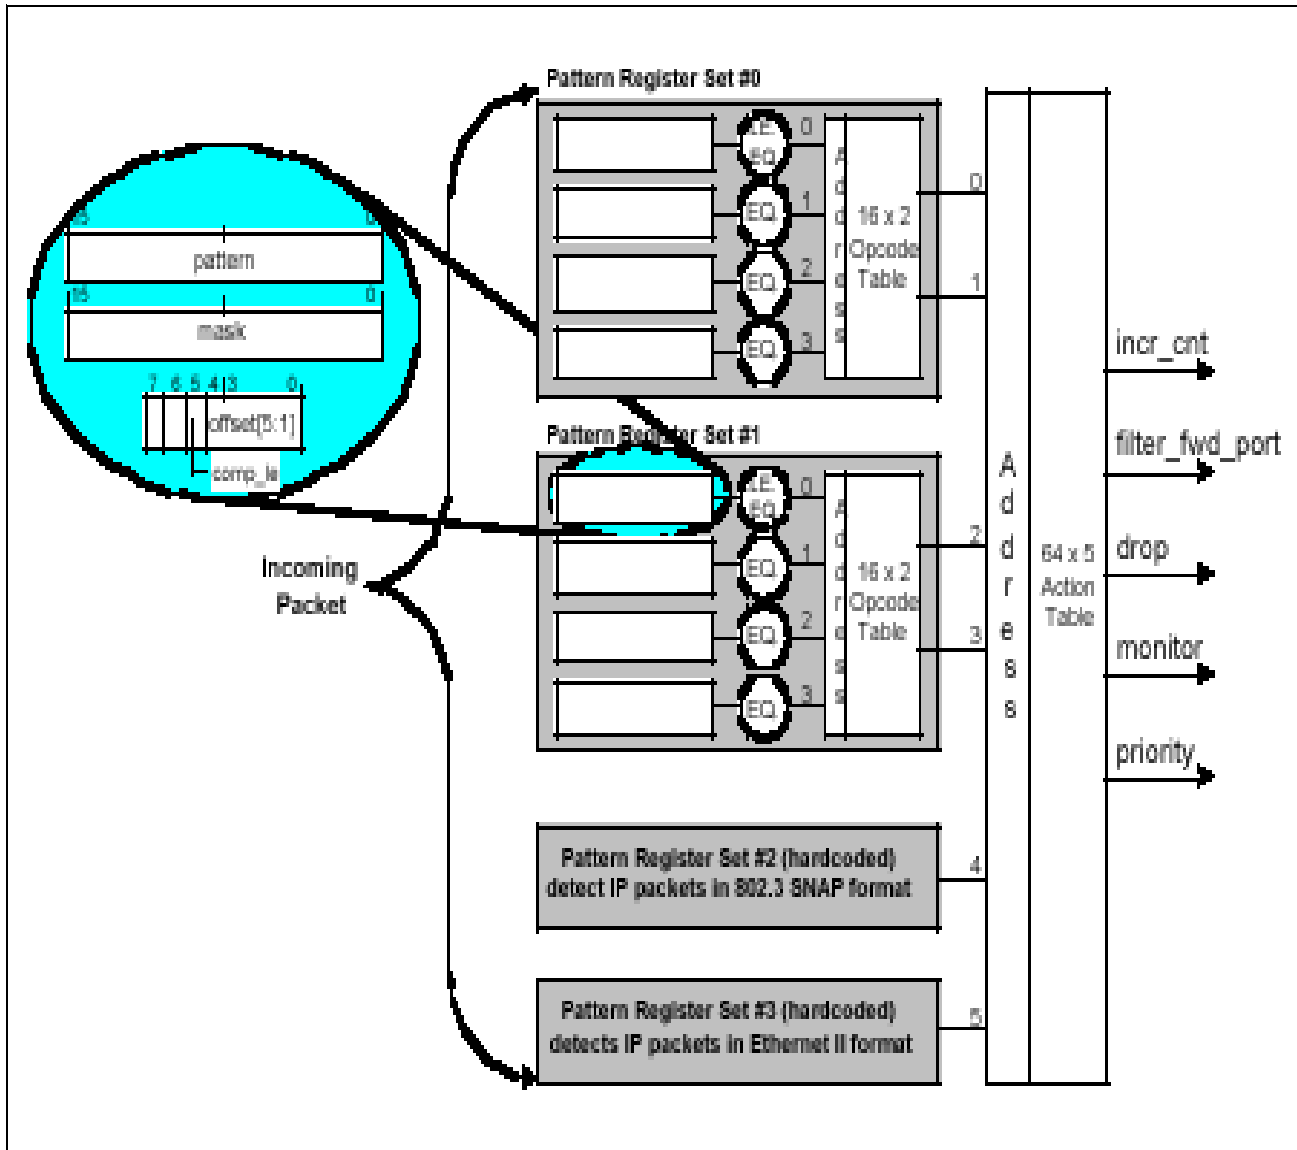 Pattern Register Set #0
15 0
pattern
15 0
mask
7 6 5 4 3 0
offset[5:1]
comp_le
Incoming
Packet
LE.
EQ.
EQ.
EQ.
EQ.
0
1
2
3
Address
16 x 2
Opcode
Table
0
1
Pattern Register Set #1
LE.
EQ.
EQ.
EQ.
EQ.
0
1
2
3
Address
16 x 2
Opcode
Table
2
3
Pattern Register Set #2 (hardcoded)
detect IP packets in 802.3 SNAP format
4
Pattern Register Set #3 (hardcoded)
detects IP packets in Ethernet II format
5
Address
64 x 5
Action
Table
incr_cnt
filter_fwd_port
drop
monitor
priority